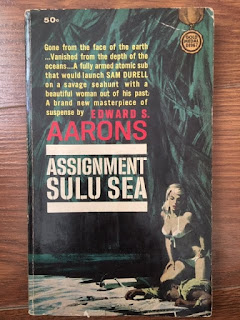 50¢
GOLD
MEDAL
Gone from the face of the earth
...Vanished from the depth of the
oceans...A fully armed atomic sub
that would launch SAM DURELL
on a savage seahunt with a
beautiful woman out of his past.
A brand new masterpiece of
suspense by EDWARD S.
AARONS
ASSIGNMENT
SULU SEA